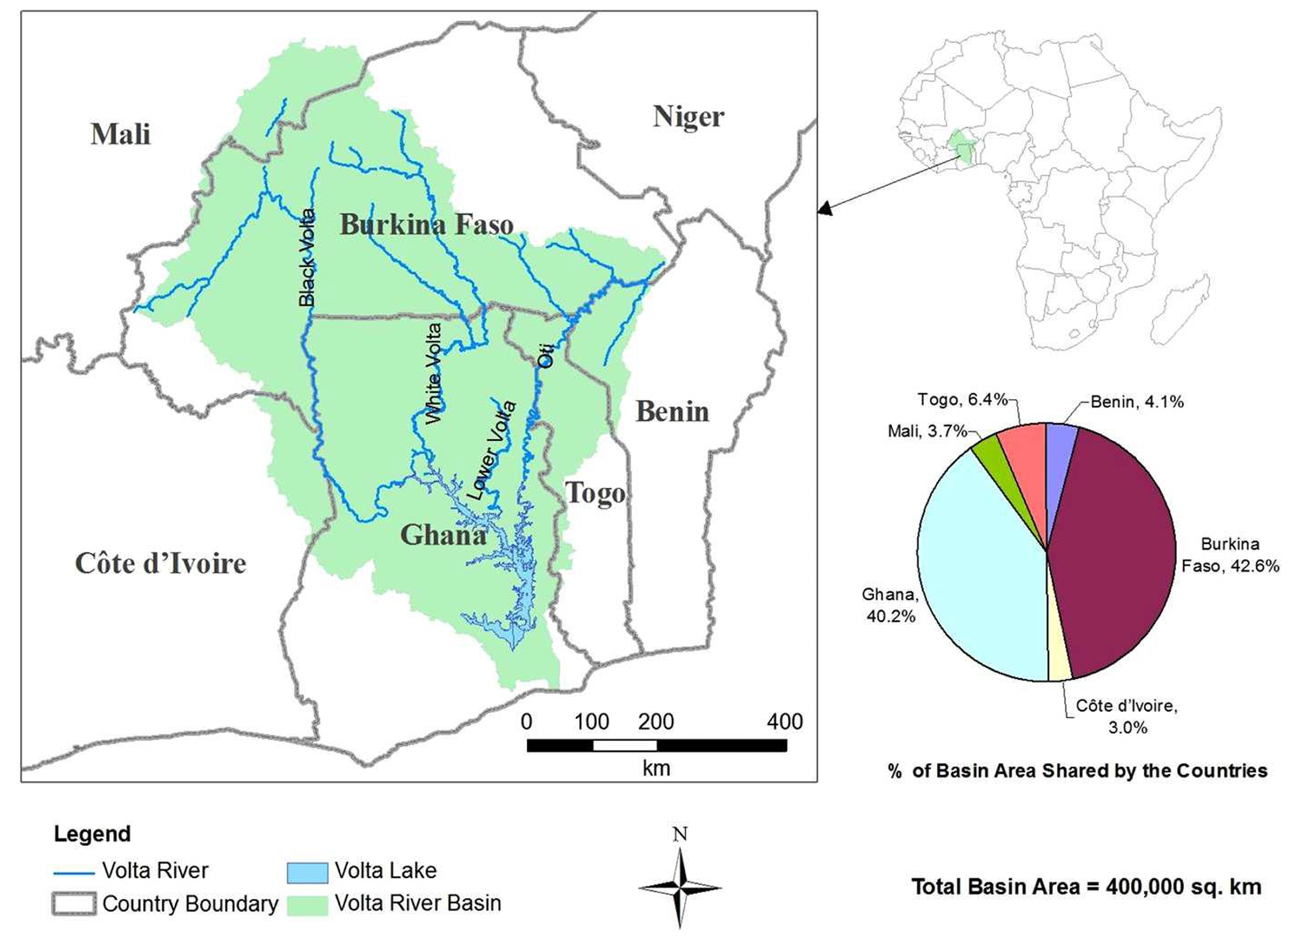 Mali
Niger
Burkina Faso
Black Volta
White Volta
Oti
Lower Volta
Benin
Togo
Ghana
Côte d’Ivoire
0 100 200 400
km
Togo, 6.4%
Benin, 4.1%
Mali, 3.7%
Burkina
Faso, 42.6%
Ghana,
40.2%
Côte d’Ivoire,
3.0%
% of Basin Area Shared by the Countries
Legend
Volta River
Volta Lake
Country Boundary
Volta River Basin
N
Total Basin Area = 400,000 sq. km